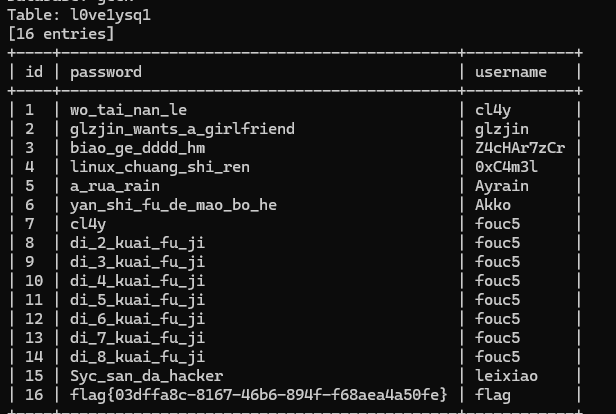 Table: l0ve1ysq1
[16 entries]
+----+--------------------------------------------+------------+
| id | password | username |
+----+--------------------------------------------+------------+
| 1 | wo_tai_nan_le | cl4y |
| 2 | glzjin_wants_a_girlfriend | glzjin |
| 3 | biao_ge_dddd_hm | Z4cHAr7zCr |
| 4 | linux_chuang_shi_ren | 0xC4m3l |
| 5 | a_rua_rain | Ayrain |
| 6 | yan_shi_fu_de_mao_bo_he | Akko |
| 7 | cl4y | fouc5 |
| 8 | di_2_kuai_fu_ji | fouc5 |
| 9 | di_3_kuai_fu_ji | fouc5 |
| 10 | di_4_kuai_fu_ji | fouc5 |
| 11 | di_5_kuai_fu_ji | fouc5 |
| 12 | di_6_kuai_fu_ji | fouc5 |
| 13 | di_7_kuai_fu_ji | fouc5 |
| 14 | di_8_kuai_fu_ji | fouc5 |
| 15 | Syc_san_da_hacker | leixiao |
| 16 | flag{03dffa8c-8167-46b6-894f-f68aea4a50fe} | flag |